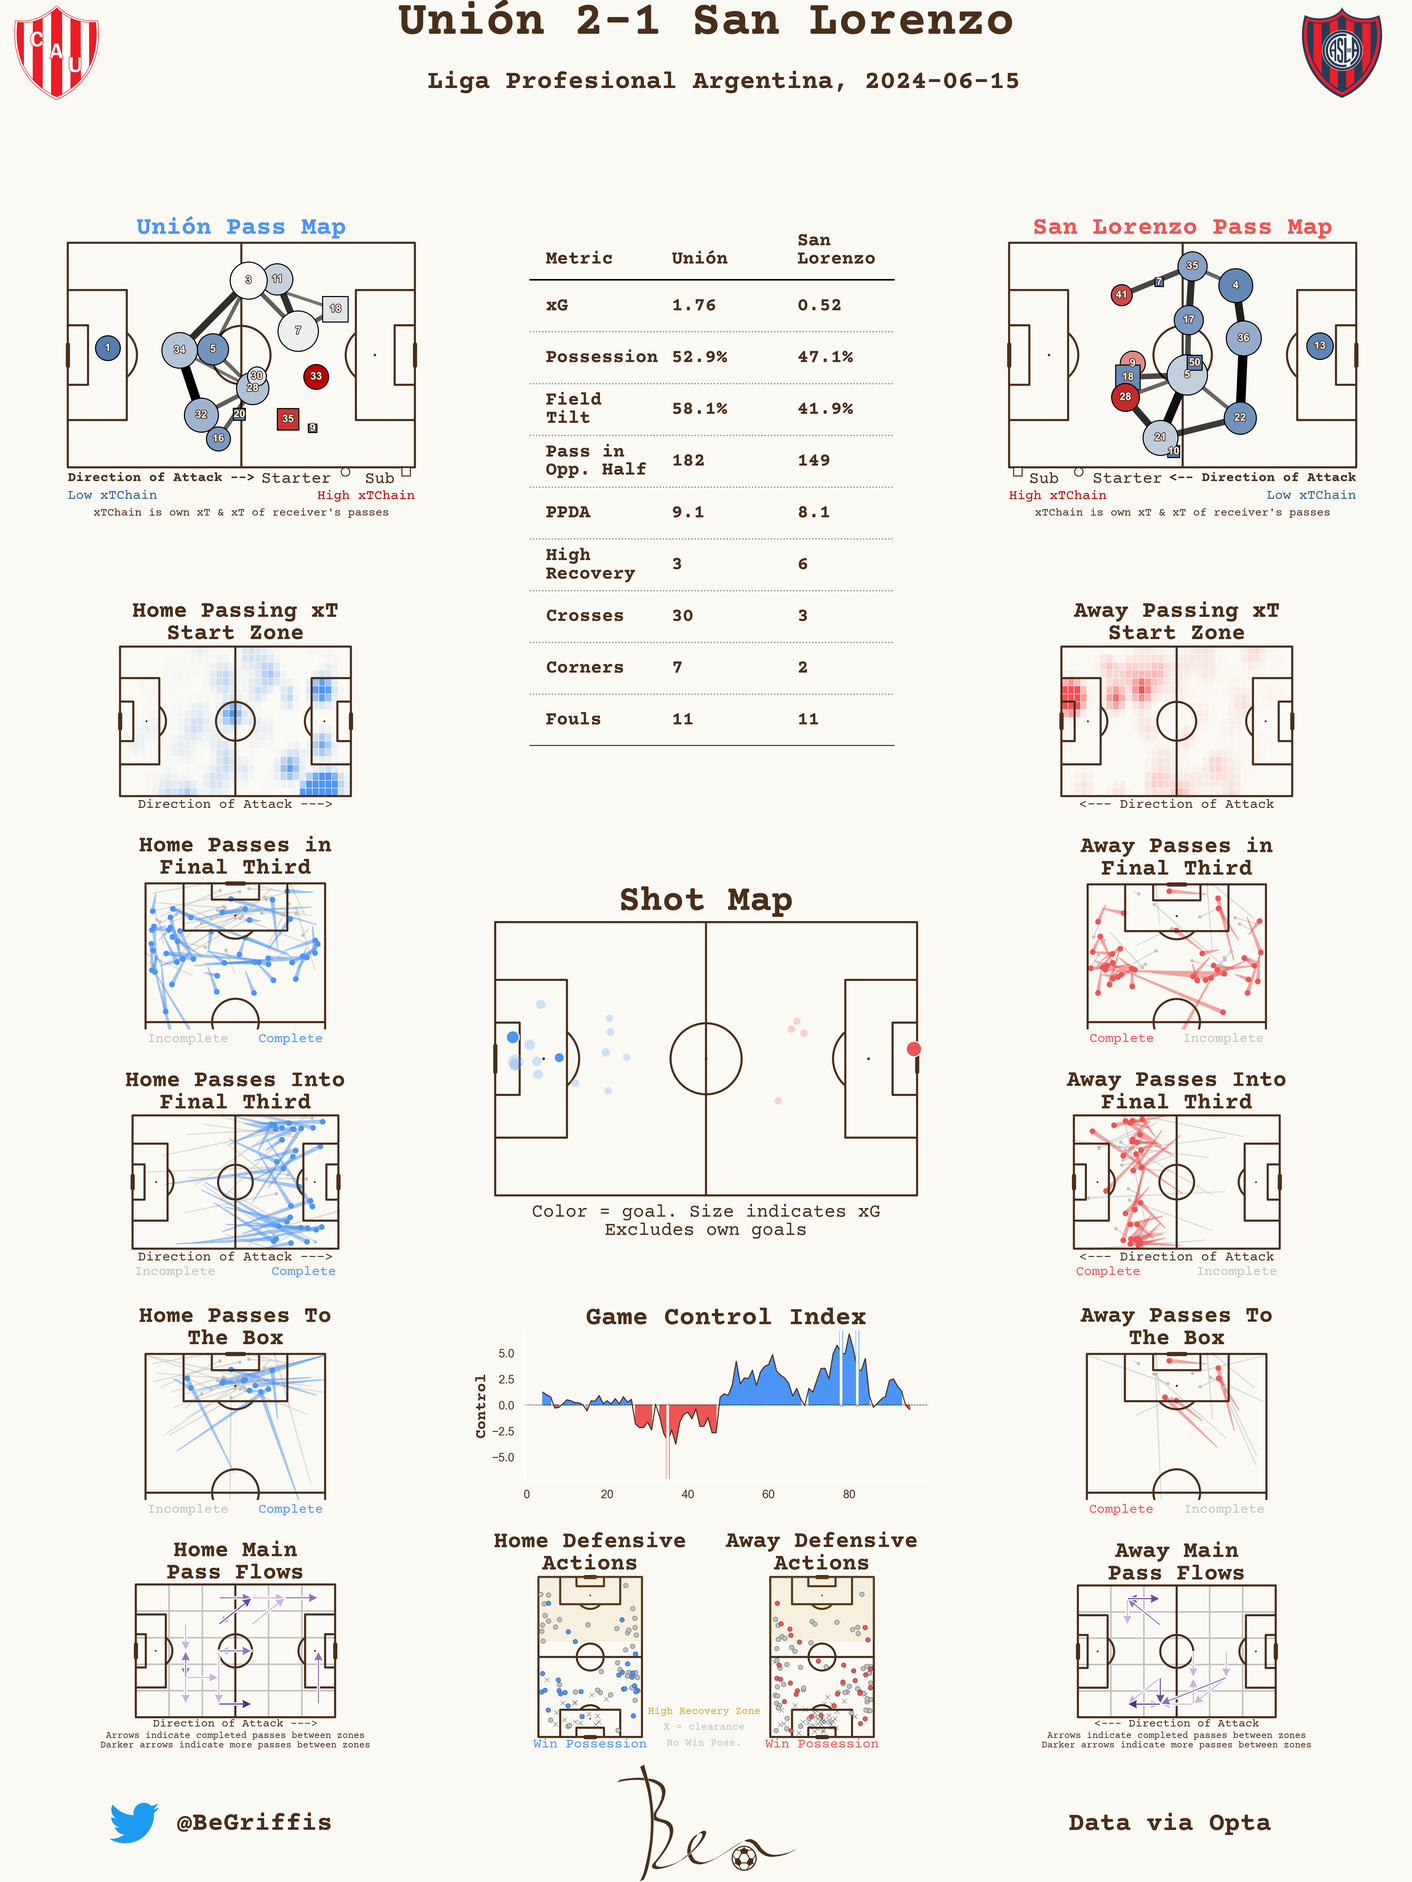 Unión 2-1 San Lorenzo
Liga Profesional Argentina, 2024-06-15
CAU
ASLDEA
Unión Pass Map
3
11
18
7
1
34
5
30
28
33
32
20
35
9
16
Direction of Attack --> Starter Sub
Low xTChain High xTChain
xTChain is own xT & xT of receiver's passes
Metric Unión San Lorenzo
xG 1.76 0.52
Possession 52.9% 47.1%
Field Tilt 58.1% 41.9%
Pass in Opp. Half 182 149
PPDA 9.1 8.1
High Recovery 3 6
Crosses 30 3
Corners 7 2
Fouls 11 11
San Lorenzo Pass Map
35
7
4
41
17
36
13
9
50
18
5
28
22
21
10
Sub Starter <-- Direction of Attack
High xTChain Low xTChain
xTChain is own xT & xT of receiver's passes
Home Passing xT
Start Zone
Direction of Attack --->
Away Passing xT
Start Zone
<--- Direction of Attack
Home Passes in
Final Third
Incomplete Complete
Away Passes in
Final Third
Complete Incomplete
Shot Map
Color = goal. Size indicates xG
Excludes own goals
Home Passes Into
Final Third
Direction of Attack --->
Incomplete Complete
Away Passes Into
Final Third
<--- Direction of Attack
Complete Incomplete
Home Passes To
The Box
Incomplete Complete
Game Control Index
Control
5.0
2.5
0.0
−2.5
−5.0
0 20 40 60 80
Away Passes To
The Box
Complete Incomplete
Home Main
Pass Flows
Direction of Attack --->
Arrows indicate completed passes between zones
Darker arrows indicate more passes between zones
Home Defensive
Actions
Win Possession
High Recovery Zone
X = clearance
No Win Poss.
Away Defensive
Actions
Win Possession
Away Main
Pass Flows
<--- Direction of Attack
Arrows indicate completed passes between zones
Darker arrows indicate more passes between zones
@BeGriffis
Ben
Data via Opta